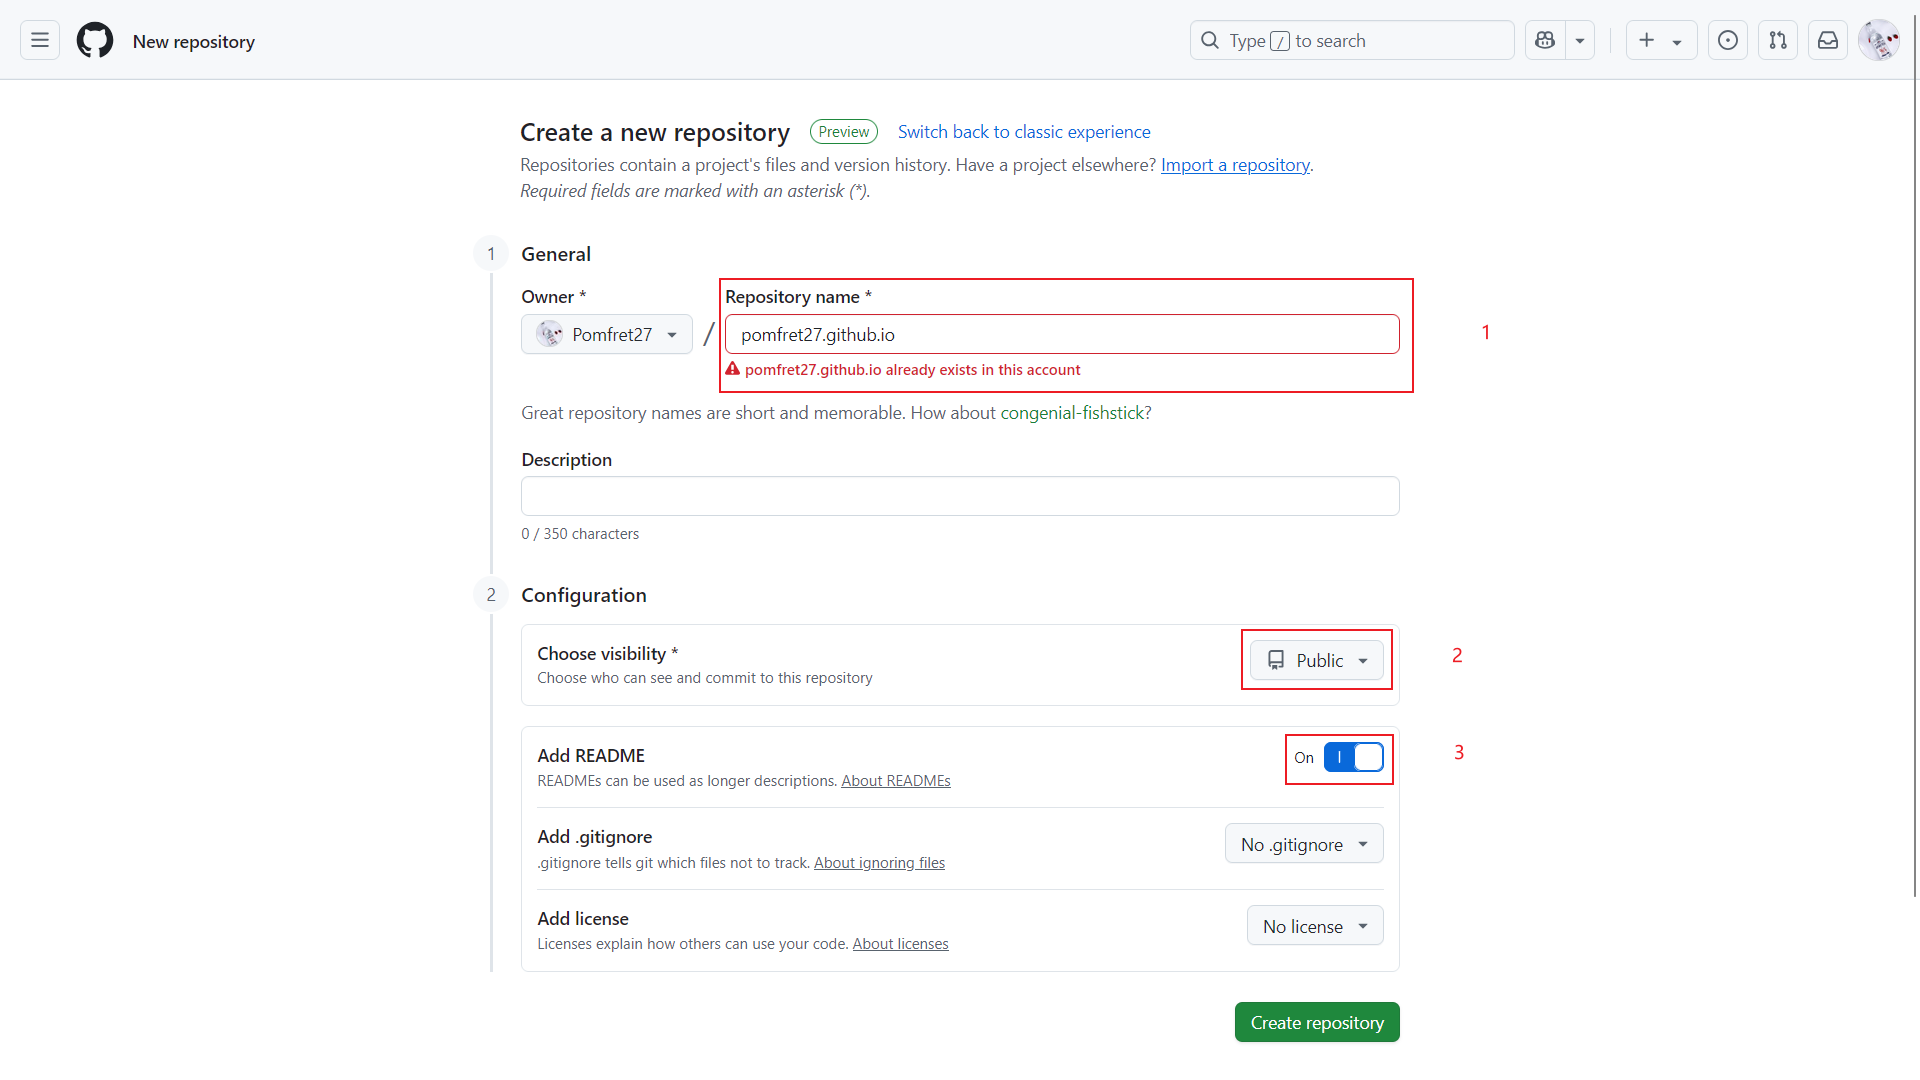 New repository
Type / to search
Create a new repository Preview Switch back to classic experience
Repositories contain a project's files and version history. Have a project elsewhere? Import a repository.
Required fields are marked with an asterisk (*).
1 General
Owner * Repository name *
Pomfret27 / pomfret27.github.io 1
pomfret27.github.io already exists in this account
Great repository names are short and memorable. How about congenial-fishstick?
Description
0 / 350 characters
2 Configuration
Choose visibility * Public 2
Choose who can see and commit to this repository
Add README On 3
READMEs can be used as longer descriptions. About READMEs
Add .gitignore No .gitignore
.gitignore tells git which files not to track. About ignoring files
Add license No license
Licenses explain how others can use your code. About licenses
Create repository